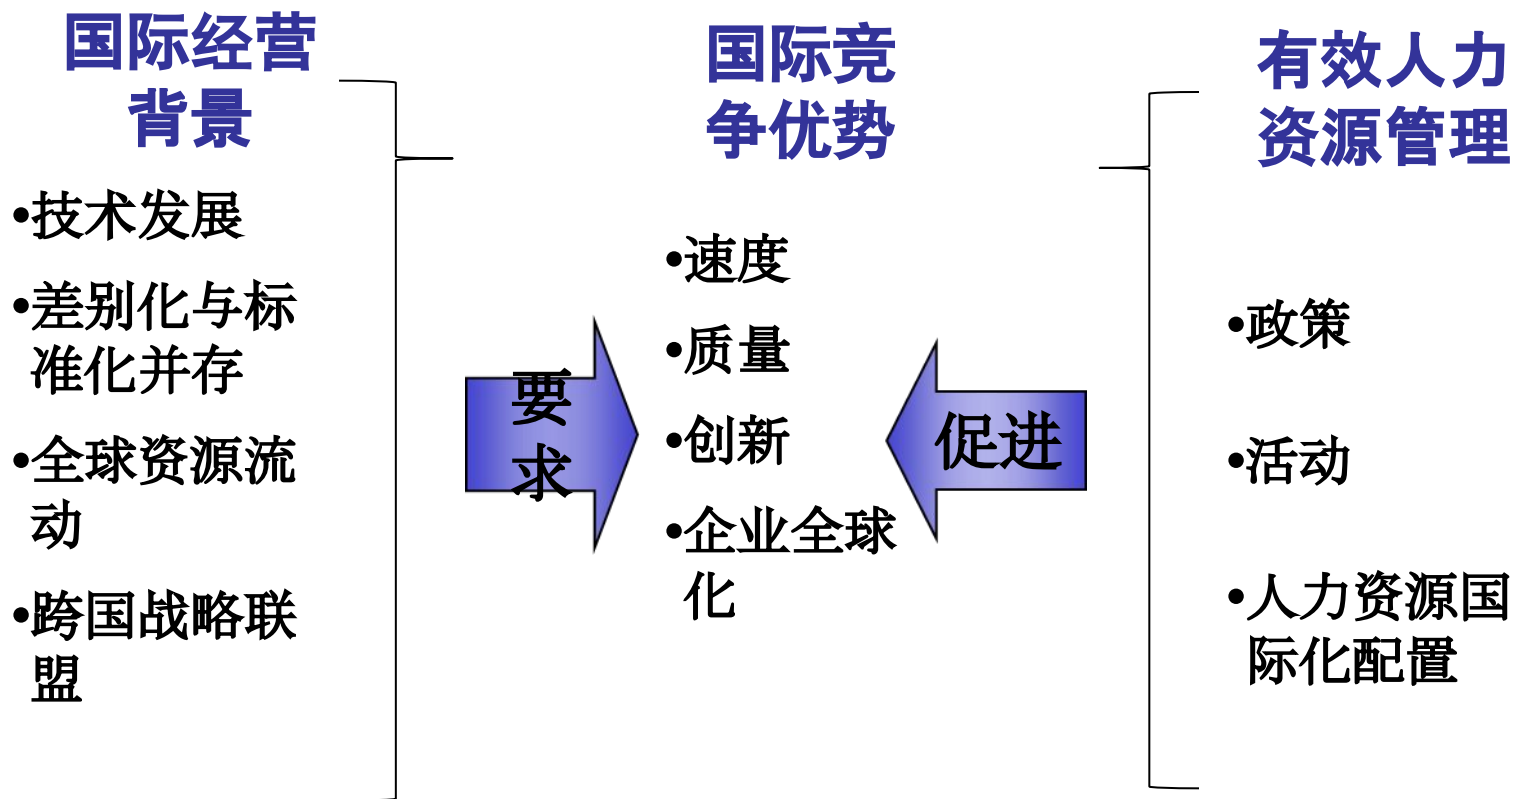 国际经营
背景
•技术发展
•差别化与标
准化并存
•全球资源流
动
•跨国战略联
盟
要
求
国际竞
争优势
•速度
•质量
•创新
•企业全球
化
促进
有效人力
资源管理
•政策
•活动
•人力资源国
际化配置